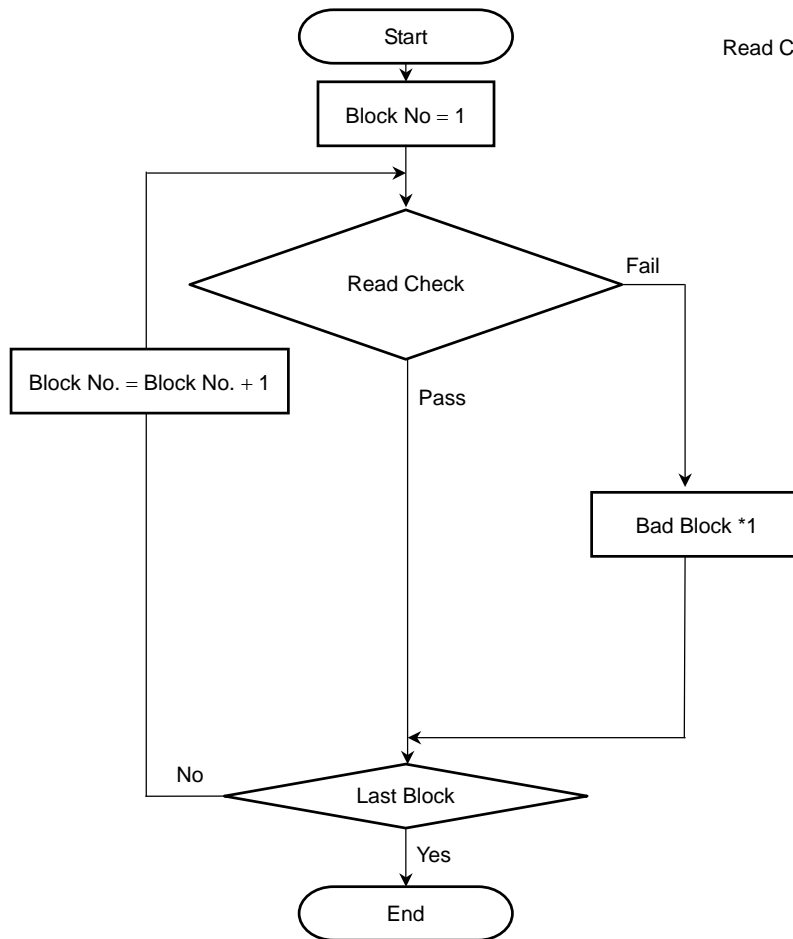 Start
Read C
Block No = 1
Read Check
Fail
Block No. = Block No. + 1
Pass
Bad Block *1
No
Last Block
Yes
End